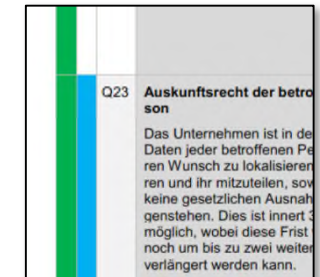 Q23 Auskunftsrecht der betro
son
Das Unternehmen ist in de
Daten jeder betroffenen Pe
ren Wunsch zu lokalisieren
ren und ihr mitzuteilen, sow
keine gesetzlichen Ausnah
genstehen. Dies ist innert 3
möglich, wobei diese Frist
noch um bis zu zwei weiter
verlängert werden kann.